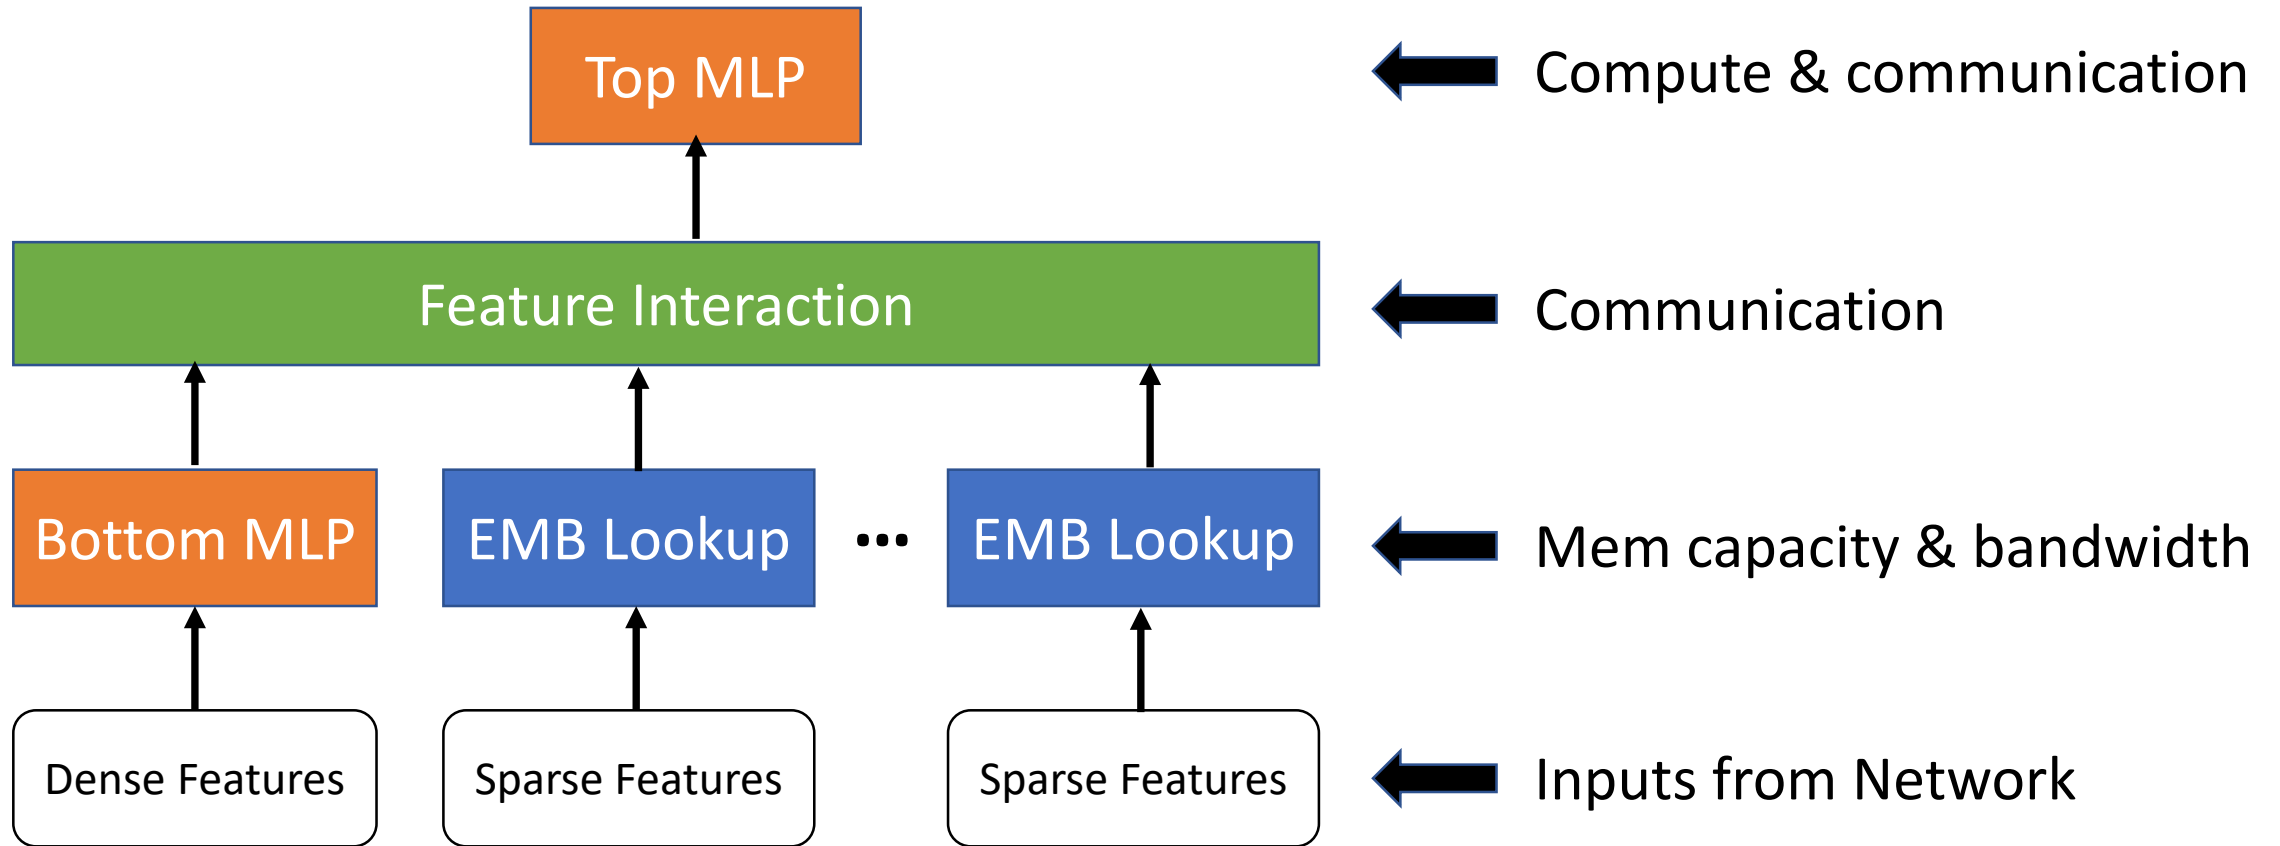 Top MLP
Compute & communication
Feature Interaction
Communication
Bottom MLP
EMB Lookup
...
EMB Lookup
Mem capacity & bandwidth
Dense Features
Sparse Features
Sparse Features
Inputs from Network